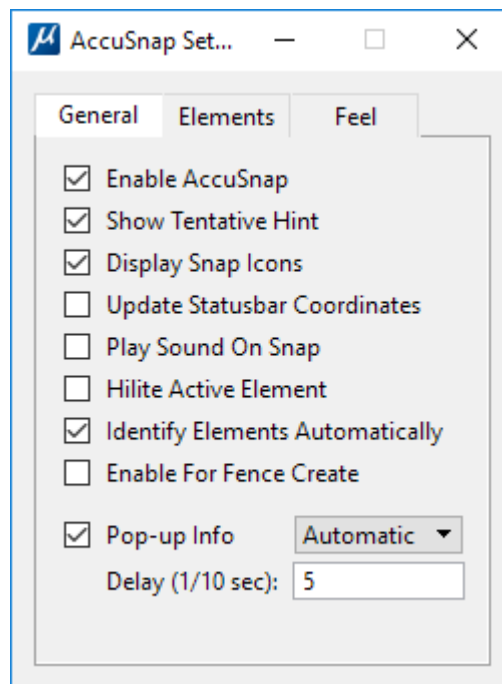 µ AccuSnap Set...
General Elements Feel
Enable AccuSnap
Show Tentative Hint
Display Snap Icons
Update Statusbar Coordinates
Play Sound On Snap
Hilite Active Element
Identify Elements Automatically
Enable For Fence Create
Pop-up Info Automatic
Delay (1/10 sec): 5